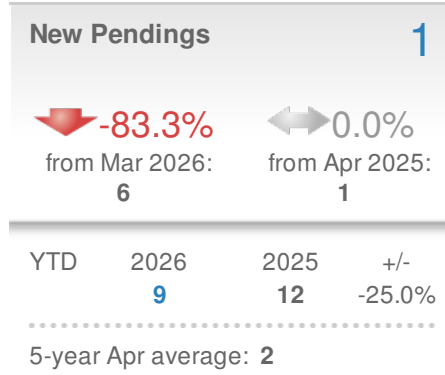 New Pendings 1
-83.3% 0.0%
from Mar 2026: from Apr 2025:
6 1
YTD 2026 2025 +/-
9 12 -25.0%
5-year Apr average: 2